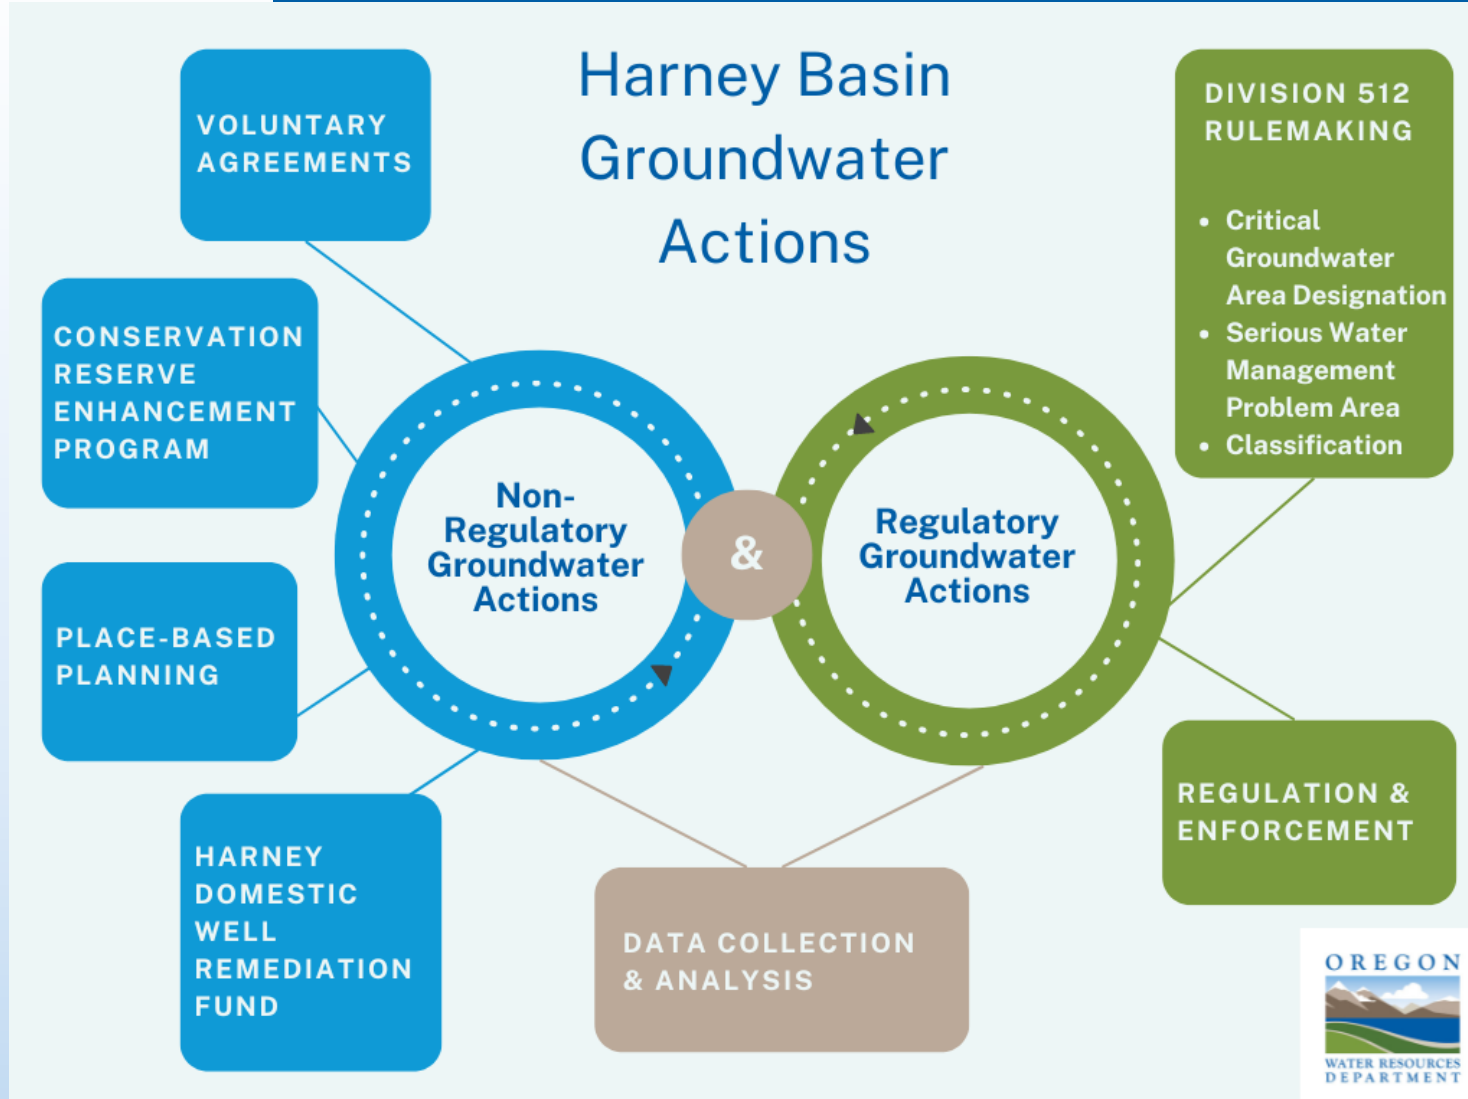 Harney Basin
Groundwater
Actions
VOLUNTARY
AGREEMENTS
CONSERVATION
RESERVE
ENHANCEMENT
PROGRAM
PLACE-BASED
PLANNING
HARNEY
DOMESTIC
WELL
REMEDIATION
FUND
Non-
Regulatory
Groundwater
Actions
&
Regulatory
Groundwater
Actions
DATA COLLECTION
& ANALYSIS
DIVISION 512
RULEMAKING
• Critical
Groundwater
Area Designation
• Serious Water
Management
Problem Area
• Classification
REGULATION &
ENFORCEMENT
OREGON
WATER RESOURCES
DEPARTMENT